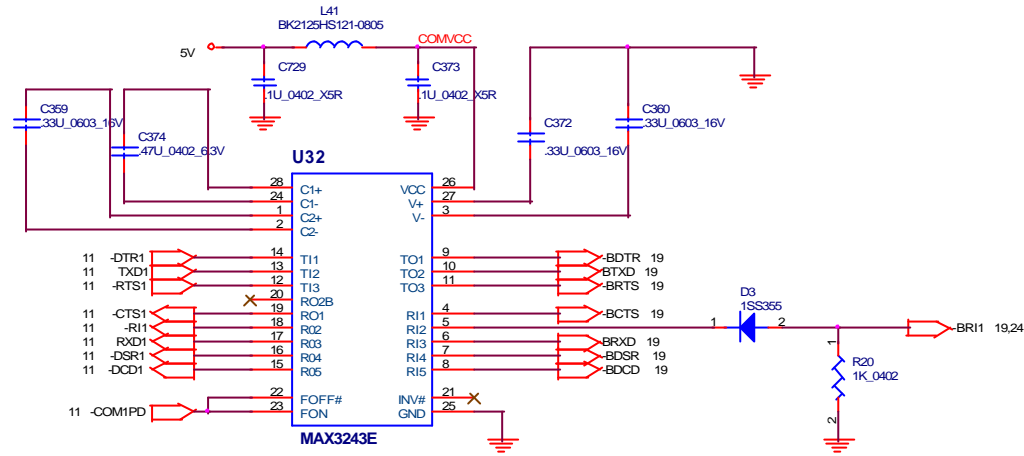 L41
BK2125HS121-0805
5V
COMVCC
C729
.1U_0402_X5R
C373
.1U_0402_X5R
C359
.33U_0603_16V
C374
.47U_0402_6.3V
C372
.33U_0603_16V
C360
.33U_0603_16V
U32
28 C1+ VCC 26
24 C1- V+ 27
1 C2+ V- 3
2 C2-
11 -DTR1 14 TI1 TO1 9 -BDTR 19
11 TXD1 13 TI2 TO2 10 BTXD 19
11 -RTS1 12 TI3 TO3 11 -BRTS 19
20 RO2B
11 -CTS1 19 RO1 RI1 4 -BCTS 19
11 -RI1 18 R02 RI2 5
11 RXD1 17 R03 RI3 6 BRXD 19
11 -DSR1 16 R04 RI4 7 -BDSR 19
11 -DCD1 15 R05 RI5 8 -BDCD 19
22 FOFF# INV# 21
11 -COM1PD 23 FON GND 25
MAX3243E
D3
1SS355
1 2
-BRI1 19,24
1
R20
1K_0402
2